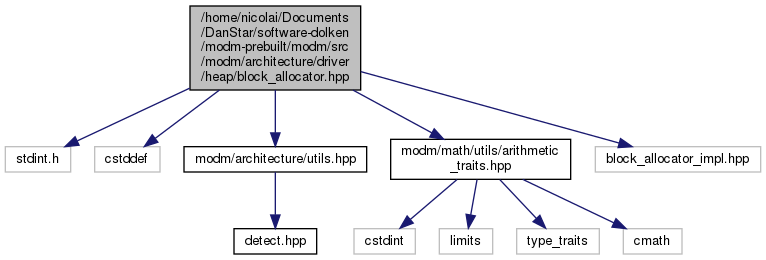 /home/nicolai/Documents
/DanStar/software-dolken
/modm-prebuilt/modm/src
/modm/architecture/driver
/heap/block_allocator.hpp
stdint.h
cstddef
modm/architecture/utils.hpp
modm/math/utils/arithmetic
_traits.hpp
block_allocator_impl.hpp
detect.hpp
cstdint
limits
type_traits
cmath